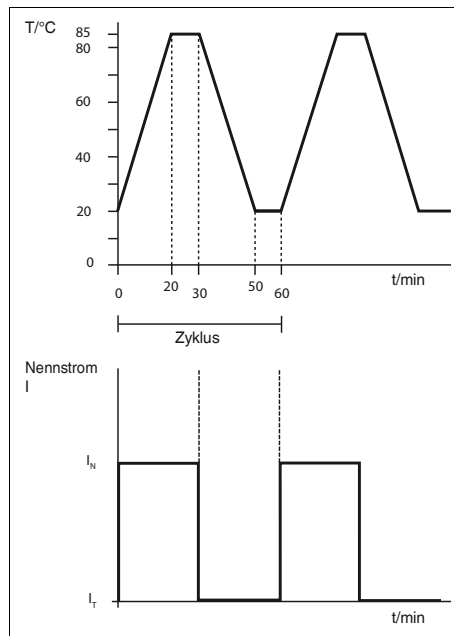 T/°C
85
80
60
40
20
0
t/min
0 20 30 50 60
Zyklus
Nennstrom
I
I_N
I_T
t/min